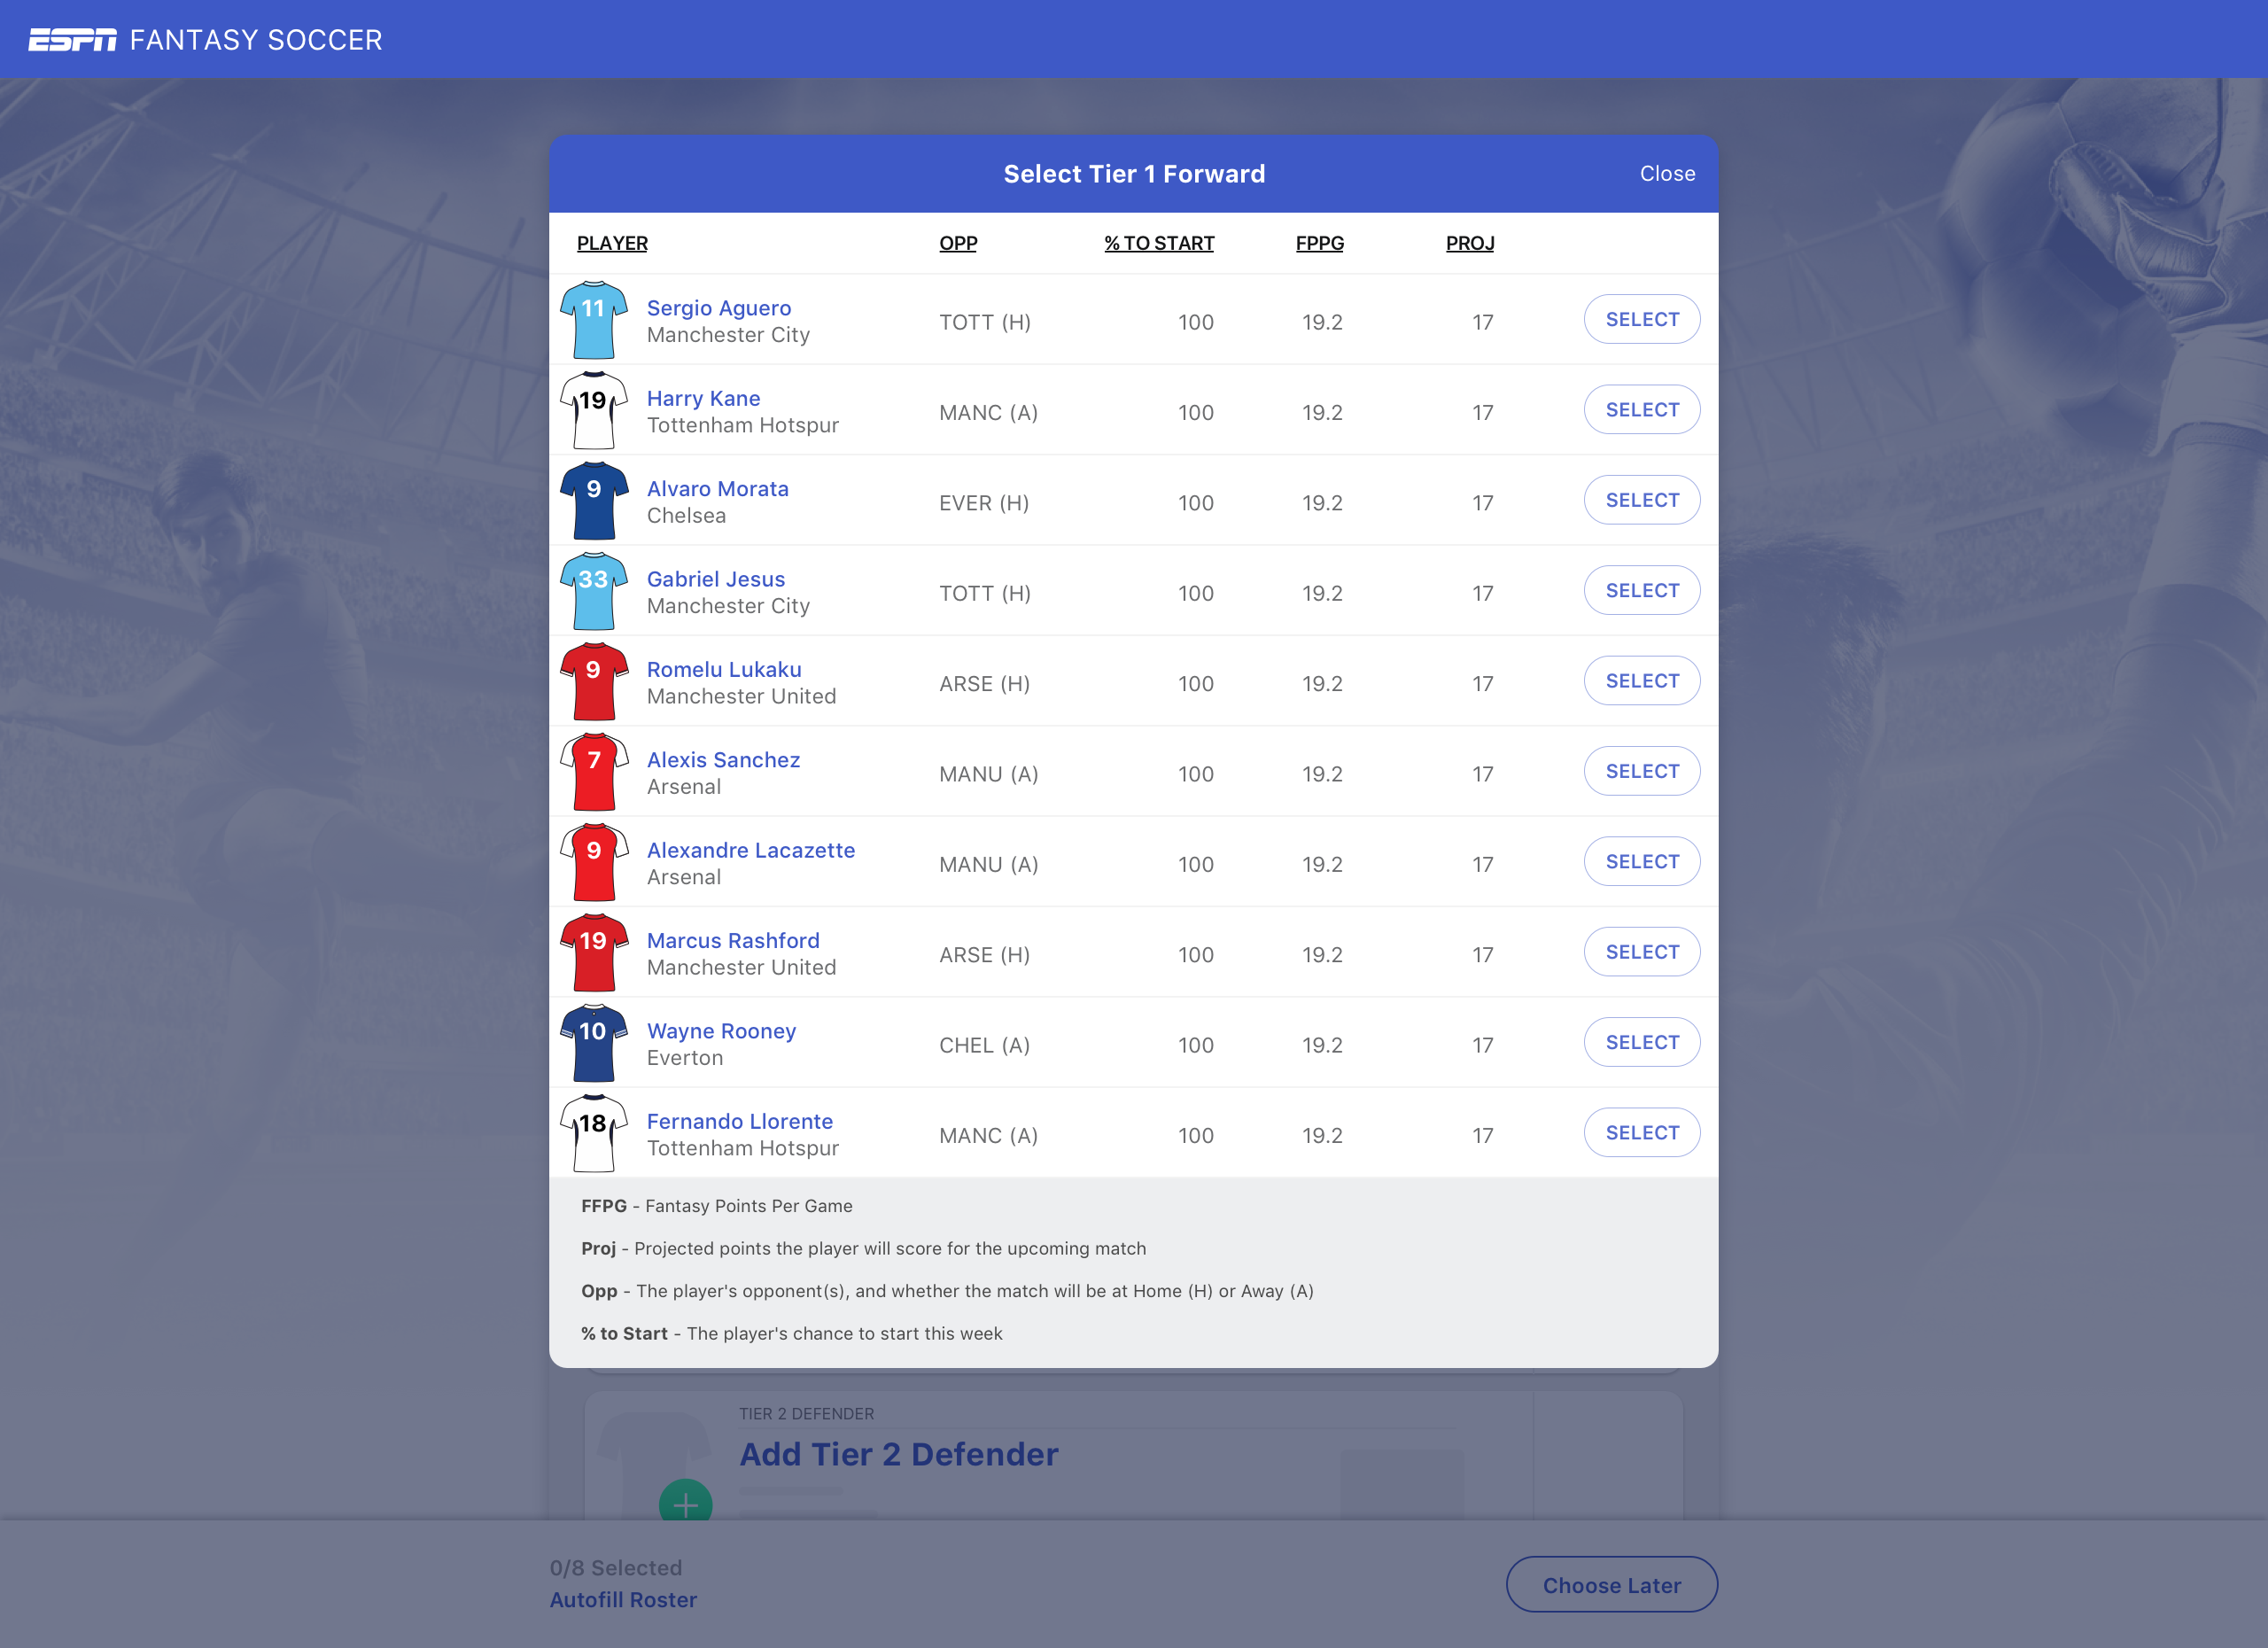 ESPN FANTASY SOCCER
Select Tier 1 Forward
Close
PLAYER OPP % TO START FPPG PROJ
11 Sergio Aguero
Manchester City
TOTT (H) 100 19.2 17 SELECT
19 Harry Kane
Tottenham Hotspur
MANC (A) 100 19.2 17 SELECT
9 Alvaro Morata
Chelsea
EVER (H) 100 19.2 17 SELECT
33 Gabriel Jesus
Manchester City
TOTT (H) 100 19.2 17 SELECT
9 Romelu Lukaku
Manchester United
ARSE (H) 100 19.2 17 SELECT
7 Alexis Sanchez
Arsenal
MANU (A) 100 19.2 17 SELECT
9 Alexandre Lacazette
Arsenal
MANU (A) 100 19.2 17 SELECT
19 Marcus Rashford
Manchester United
ARSE (H) 100 19.2 17 SELECT
10 Wayne Rooney
Everton
CHEL (A) 100 19.2 17 SELECT
18 Fernando Llorente
Tottenham Hotspur
MANC (A) 100 19.2 17 SELECT
FFPG - Fantasy Points Per Game
Proj - Projected points the player will score for the upcoming match
Opp - The player's opponent(s), and whether the match will be at Home (H) or Away (A)
% to Start - The player's chance to start this week
TIER 2 DEFENDER
Add Tier 2 Defender
0/8 Selected
Autofill Roster
Choose Later